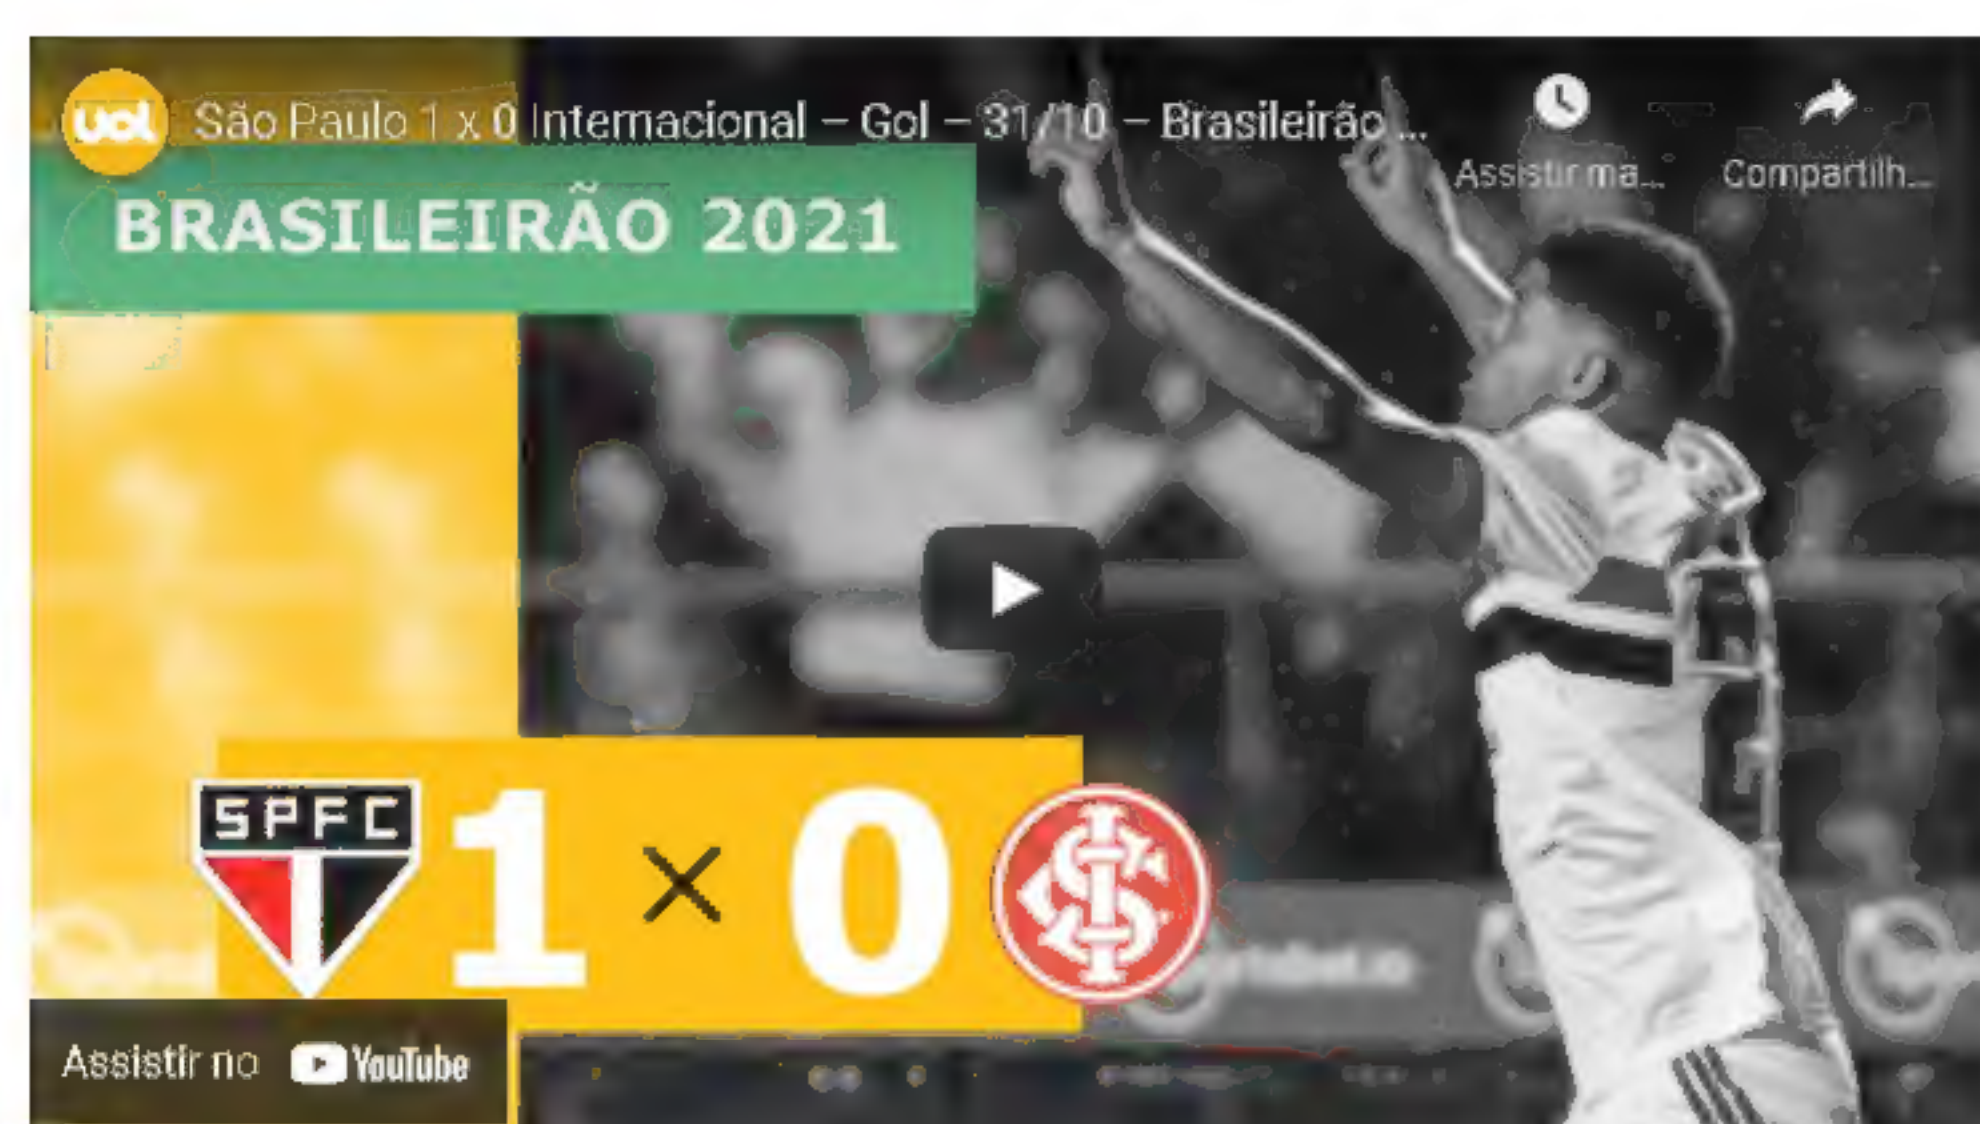 uol
São Paulo 1 x 0 Internacional – Gol – 31/10 – Brasileirão ...
Assistir ma...
Compartilh...
BRASILEIRÃO 2021
SPFC
1 × 0
Assistir no YouTube